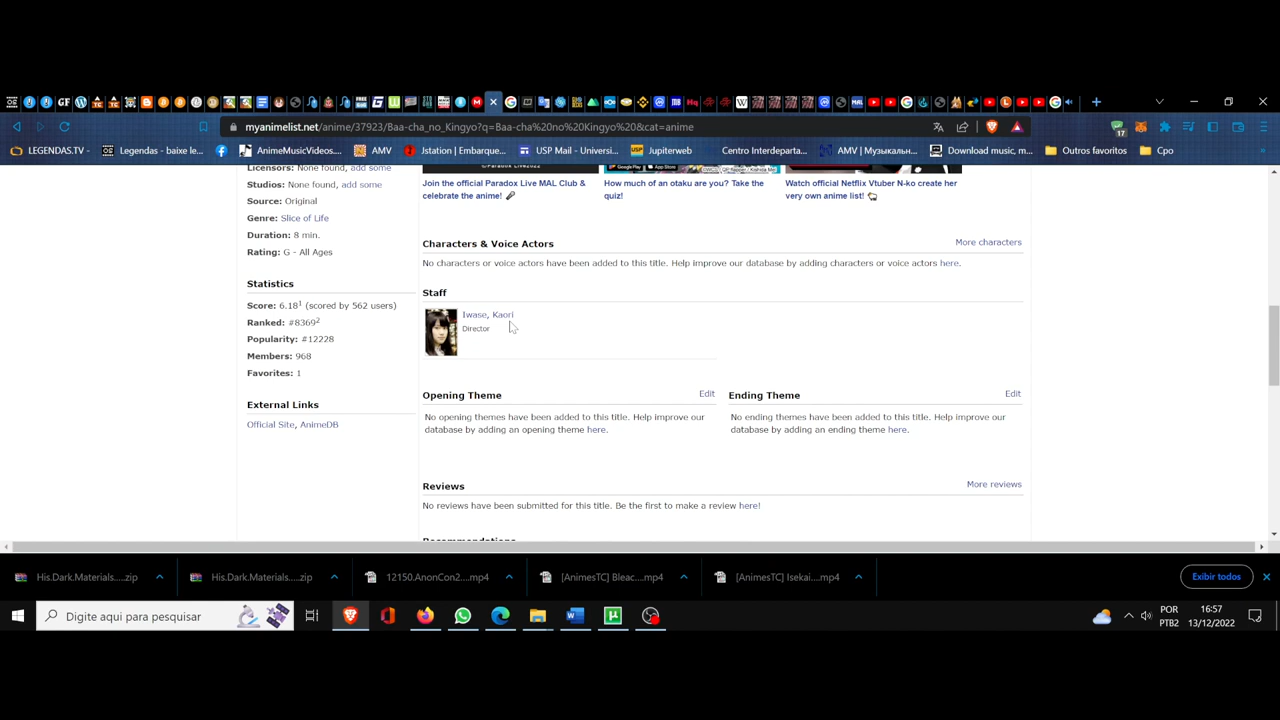 myanimelist.net/anime/37923/Baa-cha_no_Kingyo?q=Baa-cha%20no%20Kingyo%20&cat=anime
17
LEGENDAS.TV
Legendas - baixe le...
AnimeMusicVideos....
AMV
Jstation | Embarque...
USP Mail - Universi...
Jupiterweb
Centro Interdeparta...
AMV | Музыкальн...
Download music, m...
Outros favoritos
Cpo
Licensors: None found, add some
Studios: None found, add some
Source: Original
Genre: Slice of Life
Duration: 8 min.
Rating: G - All Ages
Statistics
Score: 6.18¹ (scored by 562 users)
Ranked: #8369²
Popularity: #12228
Members: 968
Favorites: 1
External Links
Official Site, AnimeDB
Join the official Paradox Live MAL Club &
celebrate the anime!
How much of an otaku are you? Take the
quiz!
Watch official Netflix Vtuber N-ko create her
very own anime list!
Characters & Voice Actors
More characters
No characters or voice actors have been added to this title. Help improve our database by adding characters or voice actors here.
Staff
Iwase, Kaori
Director
Opening Theme
Edit
No opening themes have been added to this title. Help improve our
database by adding an opening theme here.
Ending Theme
Edit
No ending themes have been added to this title. Help improve our
database by adding an ending theme here.
Reviews
More reviews
No reviews have been submitted for this title. Be the first to make a review here!
Recommendations
His.Dark.Materials.....zip
His.Dark.Materials.....zip
12150.AnonCon2....mp4
[AnimesTC] Bleac....mp4
[AnimesTC] Isekai....mp4
Exibir todos
Digite aqui para pesquisar
POR
PTB2
16:57
13/12/2022